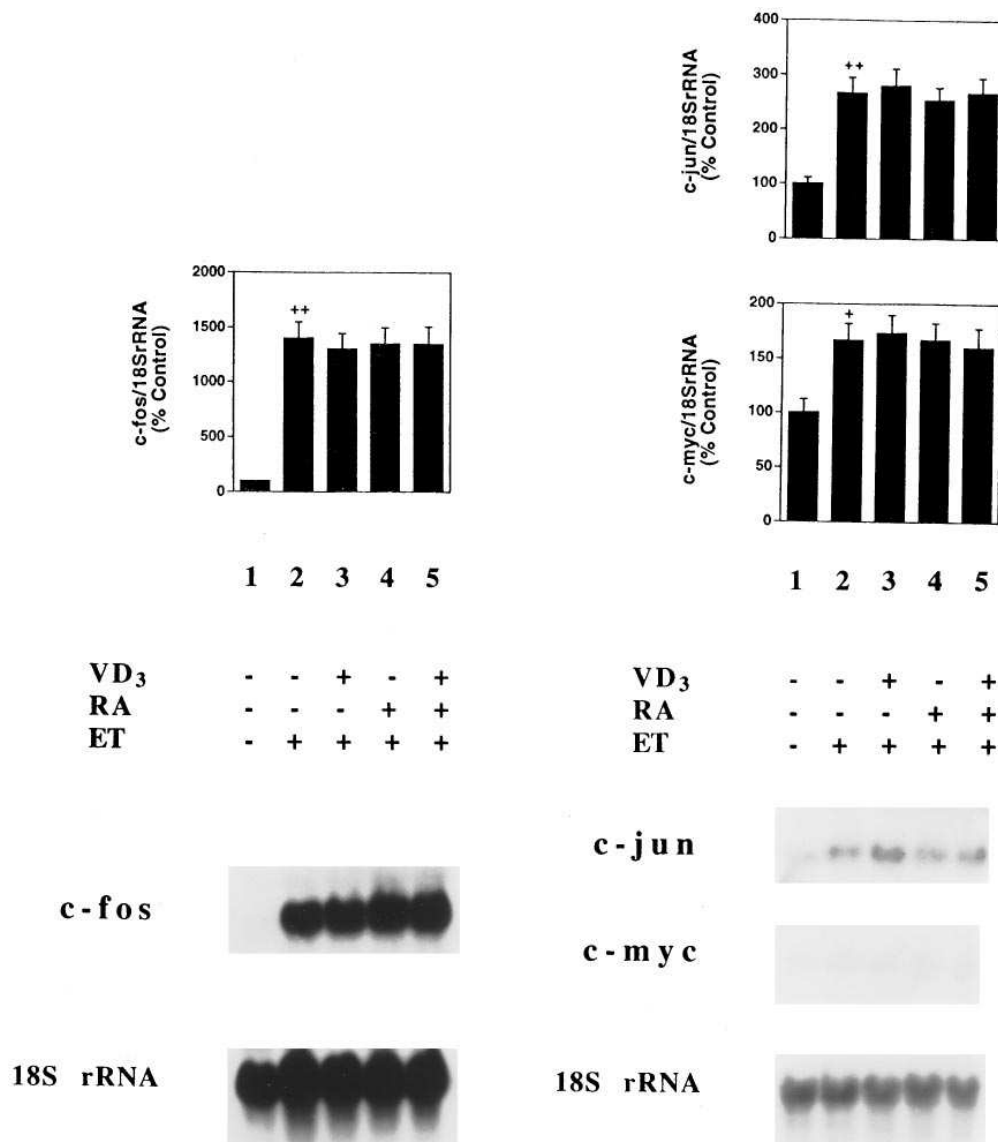 c-fos/18SrRNA
(% Control)
2000
1500
1000
500
0
++
1 2 3 4 5
VD3 - - + - +
RA - - - + +
ET - + + + +
c-fos
18S rRNA
c-jun/18SrRNA
(% Control)
400
300
200
100
0
++
c-myc/18SrRNA
(% Control)
200
150
100
50
0
+
1 2 3 4 5
VD3 - - + - +
RA - - - + +
ET - + + + +
c-jun
c-myc
18S rRNA